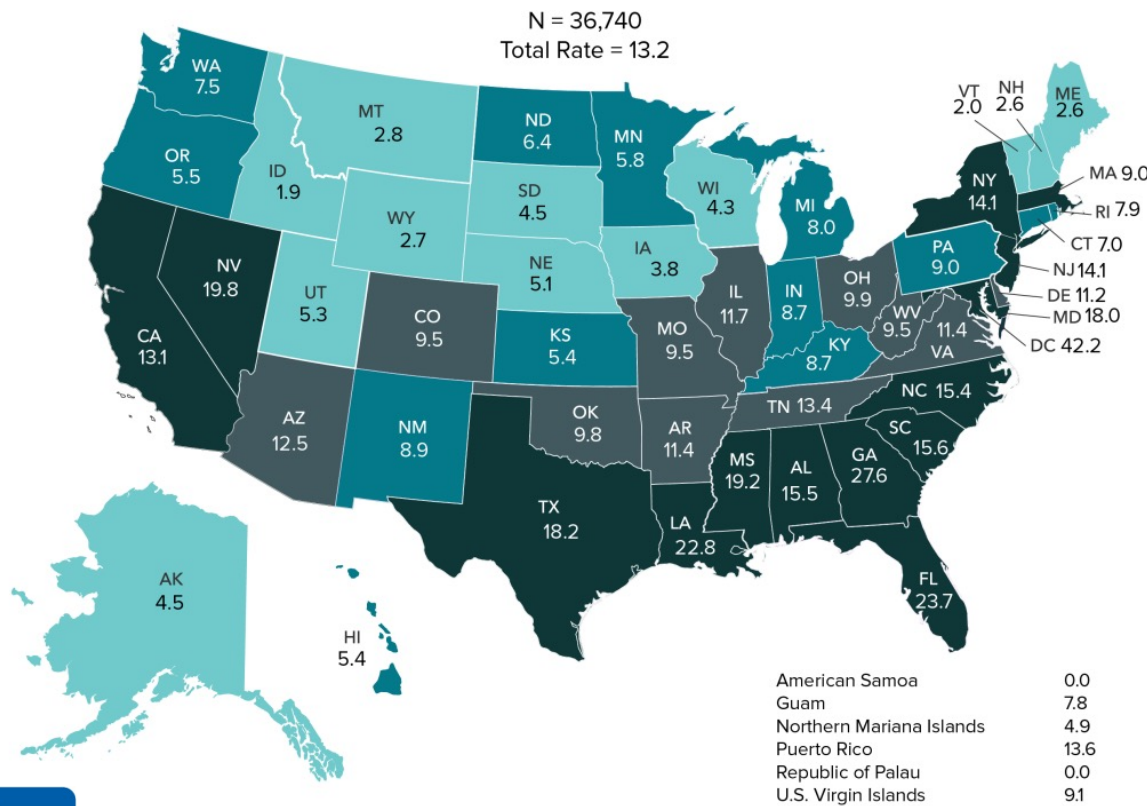 N = 36,740
Total Rate = 13.2
WA
7.5
MT
2.8
ND
6.4
MN
5.8
VT
2.0
NH
2.6
ME
2.6
OR
5.5
ID
1.9
WY
2.7
SD
4.5
WI
4.3
MI
8.0
NY
14.1
MA 9.0
RI 7.9
CT 7.0
NV
19.8
UT
5.3
NE
5.1
IA
3.8
PA
9.0
NJ 14.1
DE 11.2
MD 18.0
DC 42.2
CA
13.1
CO
9.5
KS
5.4
MO
9.5
IL
11.7
IN
8.7
OH
9.9
WV
9.5
11.4
VA
KY
8.7
AZ
12.5
NM
8.9
OK
9.8
AR
11.4
TN 13.4
NC 15.4
SC
15.6
TX
18.2
LA
22.8
MS
19.2
AL
15.5
GA
27.6
FL
23.7
AK
4.5
HI
5.4
American Samoa 0.0
Guam 7.8
Northern Mariana Islands 4.9
Puerto Rico 13.6
Republic of Palau 0.0
U.S. Virgin Islands 9.1